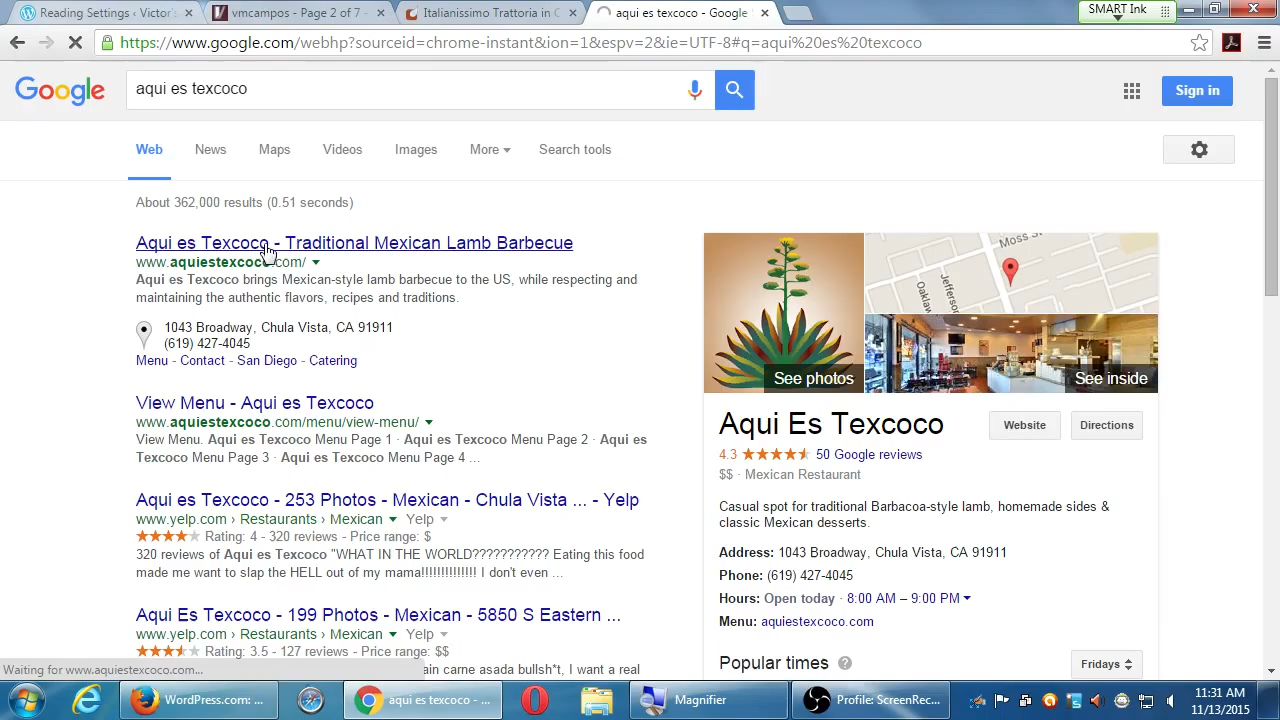 Reading Settings ‹ Victor's
vmcampos - Page 2 of 7 -
Italianissimo Trattoria in C
aqui es texcoco - Google
SMART Ink
https://www.google.com/webhp?sourceid=chrome-instant&ion=1&espv=2&ie=UTF-8#q=aqui%20es%20texcoco
Google
aqui es texcoco
Sign in
Web
News
Maps
Videos
Images
More
Search tools
About 362,000 results (0.51 seconds)
Aqui es Texcoco - Traditional Mexican Lamb Barbecue
www.aquiestexcoco.com/
Aqui es Texcoco brings Mexican-style lamb barbecue to the US, while respecting and
maintaining the authentic flavors, recipes and traditions.
1043 Broadway, Chula Vista, CA 91911
(619) 427-4045
Menu - Contact - San Diego - Catering
View Menu - Aqui es Texcoco
www.aquiestexcoco.com/menu/view-menu/
View Menu. Aqui es Texcoco Menu Page 1 · Aqui es Texcoco Menu Page 2 · Aqui es
Texcoco Menu Page 3 · Aqui es Texcoco Menu Page 4 ...
Aqui es Texcoco - 253 Photos - Mexican - Chula Vista ... - Yelp
www.yelp.com › Restaurants › Mexican Yelp
Rating: 4 - 320 reviews - Price range: $
320 reviews of Aqui es Texcoco "WHAT IN THE WORLD??????????? Eating this food
made me want to slap the HELL out of my mama!!!!!!!!!!!!!! I don't even ...
Aqui Es Texcoco - 199 Photos - Mexican - 5850 S Eastern ...
www.yelp.com › Restaurants › Mexican Yelp
Rating: 3.5 - 127 reviews - Price range: $$
ain carne asada bullsh*t, I want a real
Moss St
Jefferson
Oaklaw
See photos
See inside
Aqui Es Texcoco
Website
Directions
4.3
50 Google reviews
$$ · Mexican Restaurant
Casual spot for traditional Barbacoa-style lamb, homemade sides &
classic Mexican desserts.
Address: 1043 Broadway, Chula Vista, CA 91911
Phone: (619) 427-4045
Hours: Open today · 8:00 AM – 9:00 PM
Menu: aquiestexcoco.com
Popular times ?
Fridays
Waiting for www.aquiestexcoco.com...
WordPress.com: ...
aqui es texcoco - ...
Magnifier
Profile: ScreenRec...
11:31 AM
11/13/2015